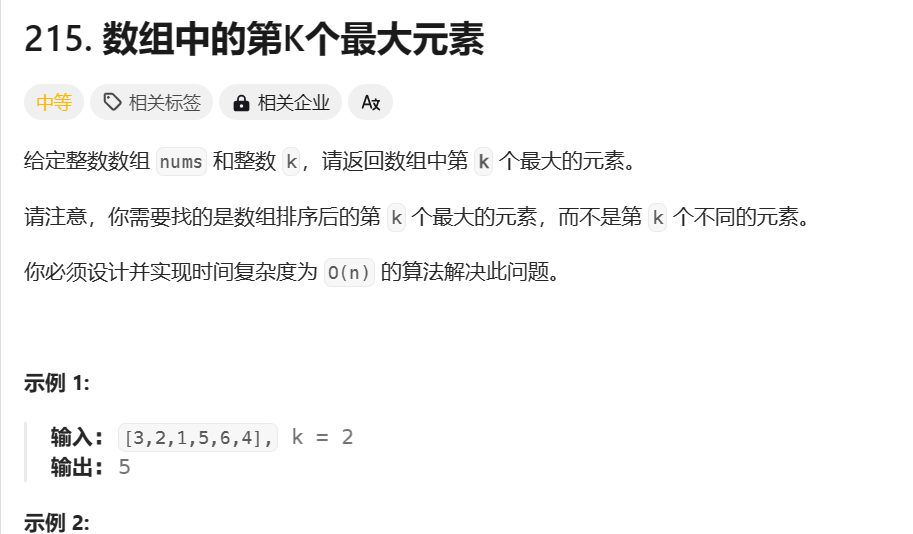 215. 数组中的第K个最大元素
中等 相关标签 相关企业 A文
给定整数数组 nums 和整数 k，请返回数组中第 k 个最大的元素。
请注意，你需要找的是数组排序后的第 k 个最大的元素，而不是第 k 个不同的元素。
你必须设计并实现时间复杂度为 O(n) 的算法解决此问题。
示例 1:
输入: [3,2,1,5,6,4], k = 2
输出: 5
示例 2: